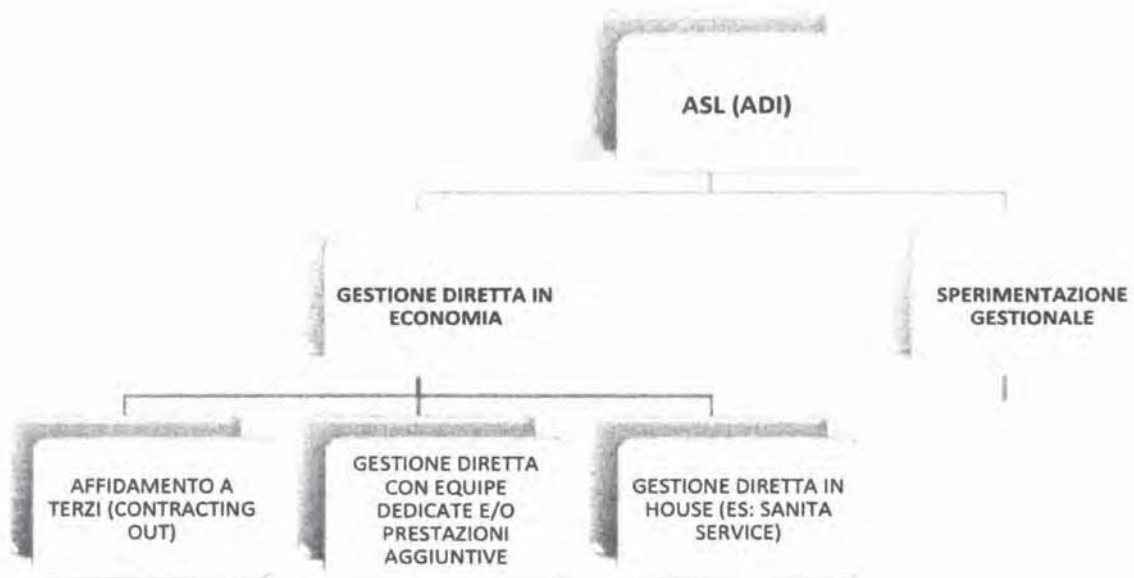 ASL (ADI)
GESTIONE DIRETTA IN
ECONOMIA
SPERIMENTAZIONE
GESTIONALE
AFFIDAMENTO A
TERZI (CONTRACTING
OUT)
GESTIONE DIRETTA
CON EQUIPE
DEDICATE E/O
PRESTAZIONI
AGGIUNTIVE
GESTIONE DIRETTA IN
HOUSE (ES: SANITA
SERVICE)